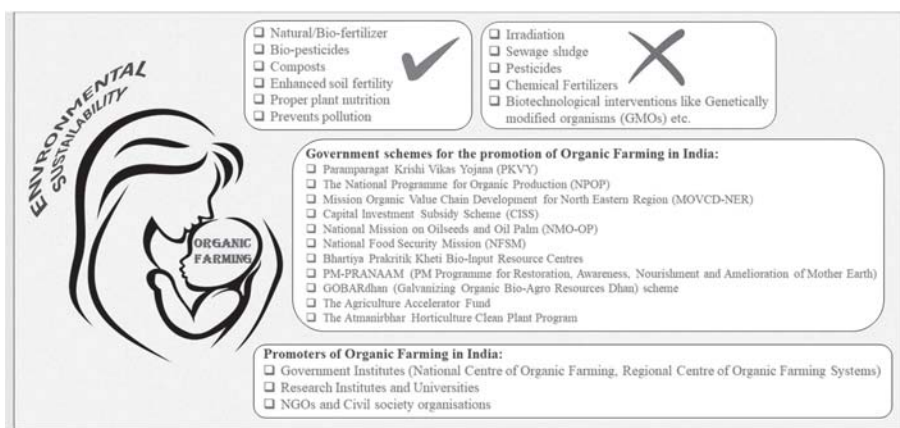 ENVRONMENTAL
SUSTAILABILITY
ORGANIC
FARMING
❑ Natural/Bio-fertilizer
❑ Bio-pesticides
❑ Composts
❑ Enhanced soil fertility
❑ Proper plant nutrition
❑ Prevents pollution
❑ Irradiation
❑ Sewage sludge
❑ Pesticides
❑ Chemical Fertilizers
❑ Biotechnological interventions like Genetically
modified organisms (GMOs) etc.
Government schemes for the promotion of Organic Farming in India:
❑ Paramparagat Krishi Vikas Yojana (PKVY)
❑ The National Programme for Organic Production (NPOP)
❑ Mission Organic Value Chain Development for North Eastern Region (MOVCD-NER)
❑ Capital Investment Subsidy Scheme (CISS)
❑ National Mission on Oilseeds and Oil Palm (NMO-OP)
❑ National Food Security Mission (NFSM)
❑ Bhartiya Prakritik Kheti Bio-Input Resource Centres
❑ PM-PRANAAM (PM Programme for Restoration, Awareness, Nourishment and Amelioration of Mother Earth)
❑ GOBARdhan (Galvanizing Organic Bio-Agro Resources Dhan) scheme
❑ The Agriculture Accelerator Fund
❑ The Atmanirbhar Horticulture Clean Plant Program
Promoters of Organic Farming in India:
❑ Government Institutes (National Centre of Organic Farming, Regional Centre of Organic Farming Systems)
❑ Research Institutes and Universities
❑ NGOs and Civil society organisations